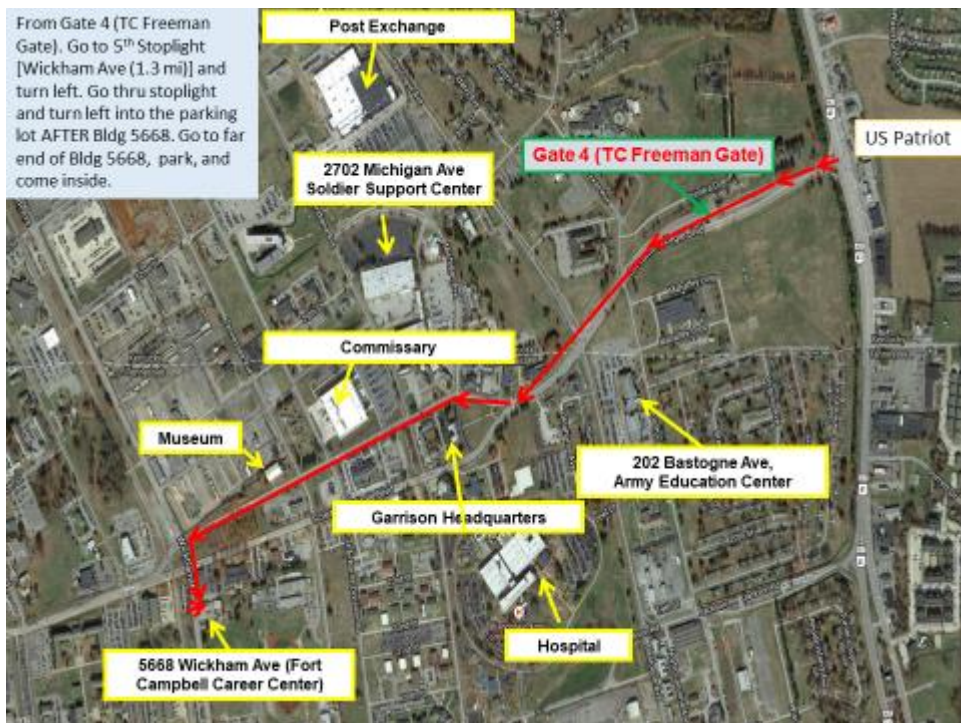 From Gate 4 (TC Freeman
Gate). Go to 5th Stoplight
[Wickham Ave (1.3 mi)] and
turn left. Go thru stoplight
and turn left into the parking
lot AFTER Bldg 5668. Go to far
end of Bldg 5668, park, and
come inside.
Post Exchange
US Patriot
Gate 4 (TC Freeman Gate)
2702 Michigan Ave
Soldier Support Center
Commissary
Museum
202 Bastogne Ave,
Army Education Center
Garrison Headquarters
Hospital
5668 Wickham Ave (Fort
Campbell Career Center)